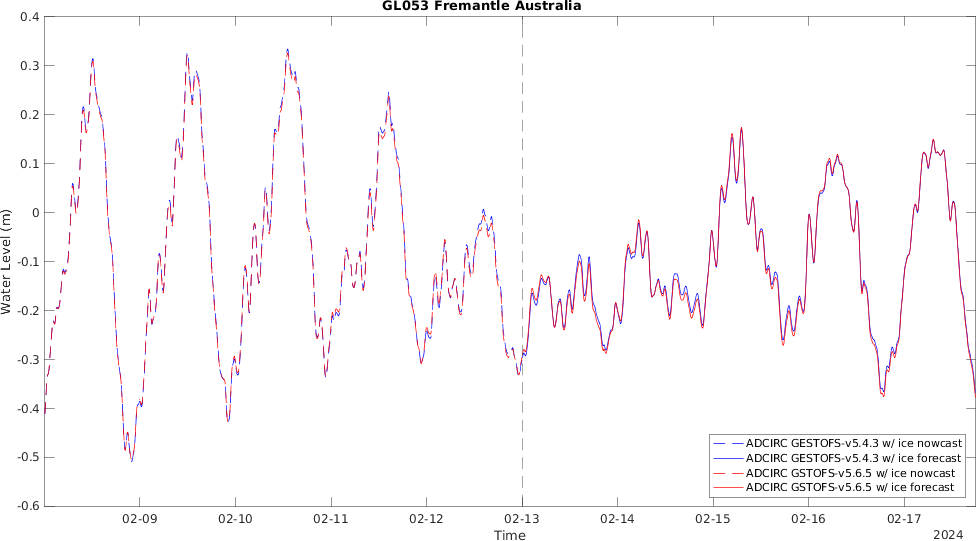 GL053 Fremantle Australia
0.4
0.3
0.2
0.1
0
-0.1
-0.2
-0.3
-0.4
-0.5
-0.6
Water Level (m)
ADCIRC GESTOFS-v5.4.3 w/ ice nowcast
ADCIRC GESTOFS-v5.4.3 w/ ice forecast
ADCIRC GSTOFS-v5.6.5 w/ ice nowcast
ADCIRC GSTOFS-v5.6.5 w/ ice forecast
02-09 02-10 02-11 02-12 02-13 02-14 02-15 02-16 02-17
Time
2024